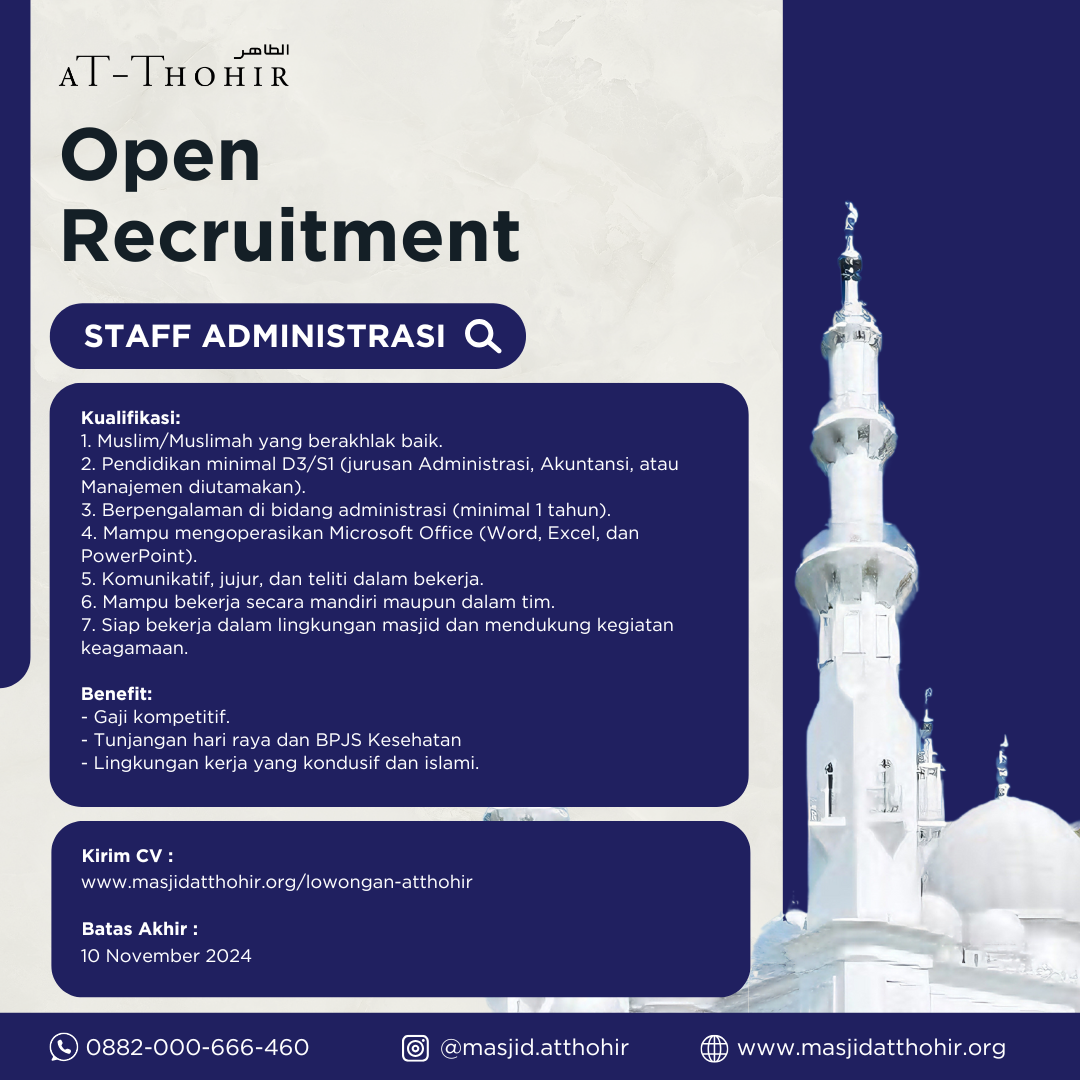 الطاهر
AT-THOHIR
Open
Recruitment
STAFF ADMINISTRASI
Kualifikasi:
1. Muslim/Muslimah yang berakhlak baik.
2. Pendidikan minimal D3/S1 (jurusan Administrasi, Akuntansi, atau
Manajemen diutamakan).
3. Berpengalaman di bidang administrasi (minimal 1 tahun).
4. Mampu mengoperasikan Microsoft Office (Word, Excel, dan
PowerPoint).
5. Komunikatif, jujur, dan teliti dalam bekerja.
6. Mampu bekerja secara mandiri maupun dalam tim.
7. Siap bekerja dalam lingkungan masjid dan mendukung kegiatan
keagamaan.
Benefit:
- Gaji kompetitif.
- Tunjangan hari raya dan BPJS Kesehatan
- Lingkungan kerja yang kondusif dan islami.
Kirim CV :
www.masjidatthohir.org/lowongan-atthohir
Batas Akhir :
10 November 2024
0882-000-666-460 @masjid.atthohir www.masjidatthohir.org